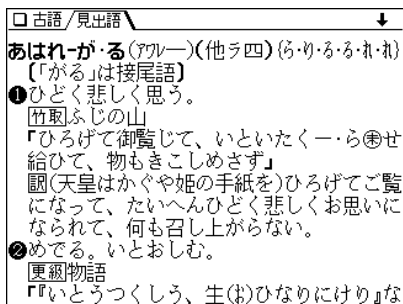 古語/見出語
あはれ-が・る(アワレ―)(他ラ四){ら・り・る・る・れ・れ}
〔「がる」は接尾語〕
❶ひどく悲しく思う。
竹取ふじの山
「ひろげて御覧じて、いといたくー・ら㊍せ
給ひて、物もきこしめさず」
訳(天皇はかぐや姫の手紙を)ひろげてご覧
になって、たいへんひどく悲しくお思いに
なられて、何も召し上がらない。
❷めでる。いとおしむ。
更級物語
「『いとうつくしう、生(お)ひなりにけり』な